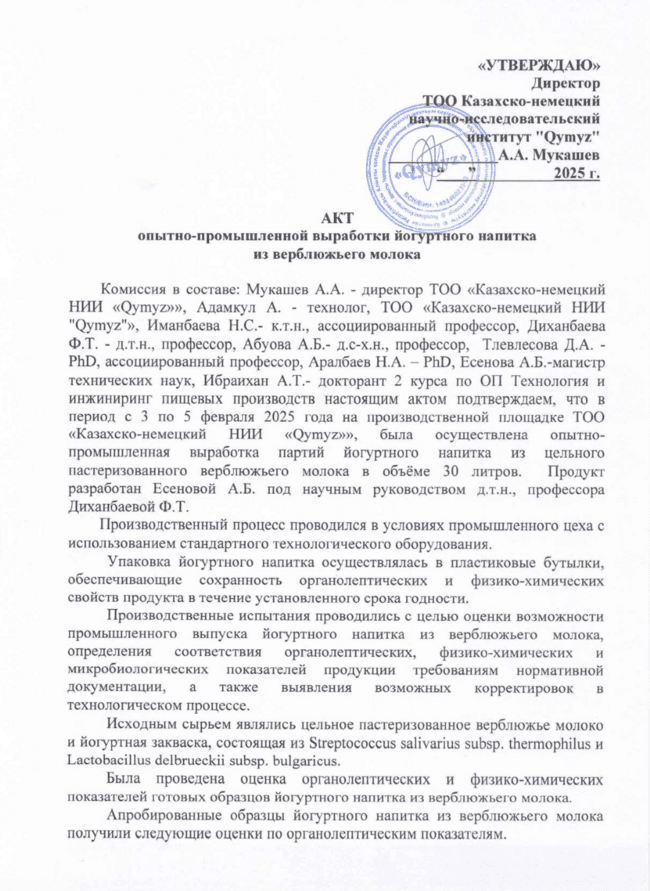 «УТВЕРЖДАЮ»
Директор
ТОО Казахско-немецкий
научно-исследовательский
институт "Qymyz"
А.А. Мукашев
“ ” 2025 г.
«Qymyz»
АКТ
опытно-промышленной выработки йогуртного напитка
из верблюжьего молока
Комиссия в составе: Мукашев А.А. - директор ТОО «Казахско-немецкий
НИИ «Qymyz»», Адамкул А. - технолог, ТОО «Казахско-немецкий НИИ
"Qymyz"», Иманбаева Н.С.- к.т.н., ассоциированный профессор, Диханбаева
Ф.Т. - д.т.н., профессор, Абуова А.Б.- д.с-х.н., профессор, Тлевлесова Д.А. -
PhD, ассоциированный профессор, Аралбаев Н.А. – PhD, Есенова А.Б.-магистр
технических наук, Ибраихан А.Т.- докторант 2 курса по ОП Технология и
инжиниринг пищевых производств настоящим актом подтверждаем, что в
период с 3 по 5 февраля 2025 года на производственной площадке ТОО
«Казахско-немецкий НИИ «Qymyz»», была осуществлена опытно-
промышленная выработка партий йогуртного напитка из цельного
пастеризованного верблюжьего молока в объёме 30 литров. Продукт
разработан Есеновой А.Б. под научным руководством д.т.н., профессора
Диханбаевой Ф.Т.
Производственный процесс проводился в условиях промышленного цеха с
использованием стандартного технологического оборудования.
Упаковка йогуртного напитка осуществлялась в пластиковые бутылки,
обеспечивающие сохранность органолептических и физико-химических
свойств продукта в течение установленного срока годности.
Производственные испытания проводились с целью оценки возможности
промышленного выпуска йогуртного напитка из верблюжьего молока,
определения соответствия органолептических, физико-химических и
микробиологических показателей продукции требованиям нормативной
документации, а также выявления возможных корректировок в
технологическом процессе.
Исходным сырьем являлись цельное пастеризованное верблюжье молоко
и йогуртная закваска, состоящая из Streptococcus salivarius subsp. thermophilus и
Lactobacillus delbrueckii subsp. bulgaricus.
Была проведена оценка органолептических и физико-химических
показателей готовых образцов йогуртного напитка из верблюжьего молока.
Апробированные образцы йогуртного напитка из верблюжьего молока
получили следующие оценки по органолептическим показателям.